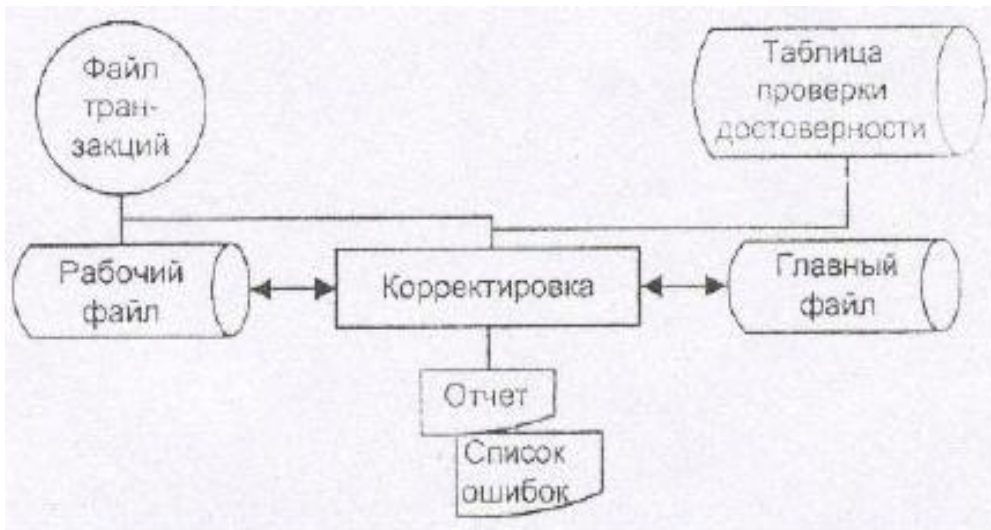 Файл
тран-
закций
Таблица
проверки
достоверности
Рабочий
файл
Корректировка
Главный
файл
Отчет
Список
ошибок